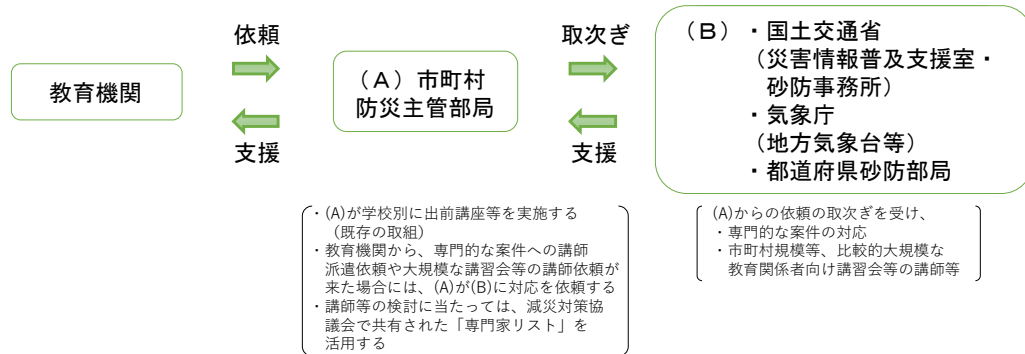 教育機関
依頼
支援
（A）市町村
防災主管部局
取次ぎ
支援
（B）・国土交通省
（災害情報普及支援室・
砂防事務所）
・気象庁
（地方気象台等）
・都道府県砂防部局
・(A)が学校別に出前講座等を実施する
（既存の取組）
・教育機関から、専門的な案件への講師
派遣依頼や大規模な講習会等の講師依頼が
来た場合には、(A)が(B)に対応を依頼する
・講師等の検討に当たっては、減災対策協
議会で共有された「専門家リスト」を
活用する
(A)からの依頼の取次ぎを受け、
・専門的な案件の対応
・市町村規模等、比較的大規模な
教育関係者向け講習会等の講師等